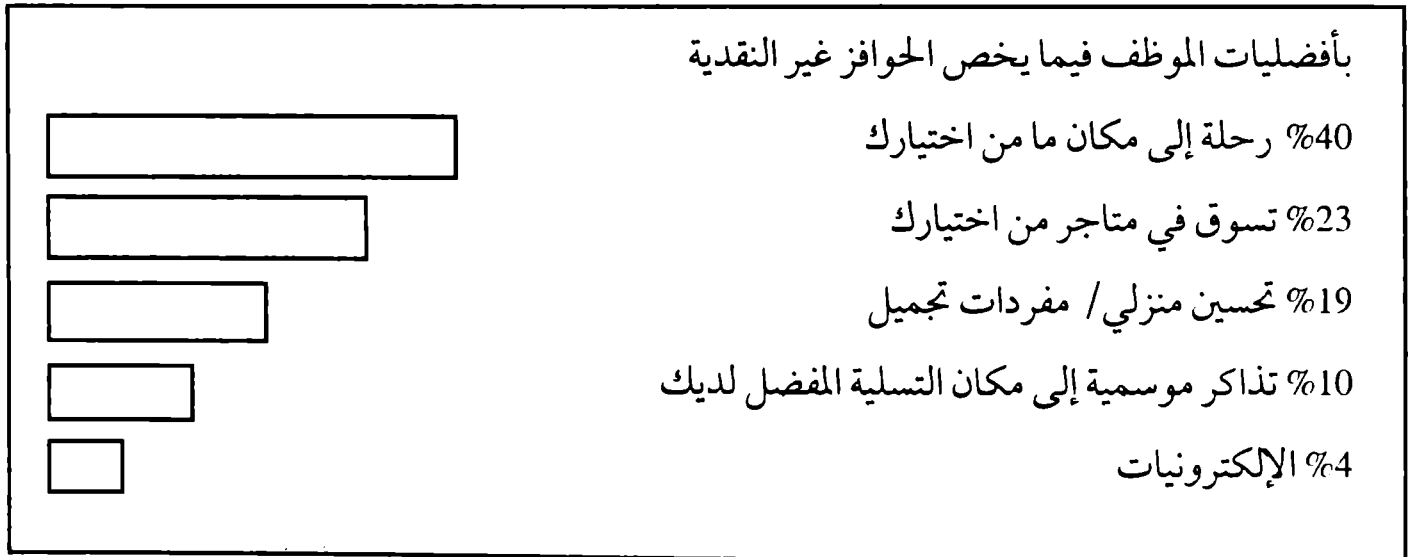 بأفضليات الموظف فيما يخص الحوافز غير النقدية
%40 رحلة إلى مكان ما من اختيارك
%23 تسوق في متاجر من اختيارك
%19 تحسين منزلي/ مفردات تجميل
%10 تذاكر موسمية إلى مكان التسلية المفضل لديك
%4 الإلكترونيات